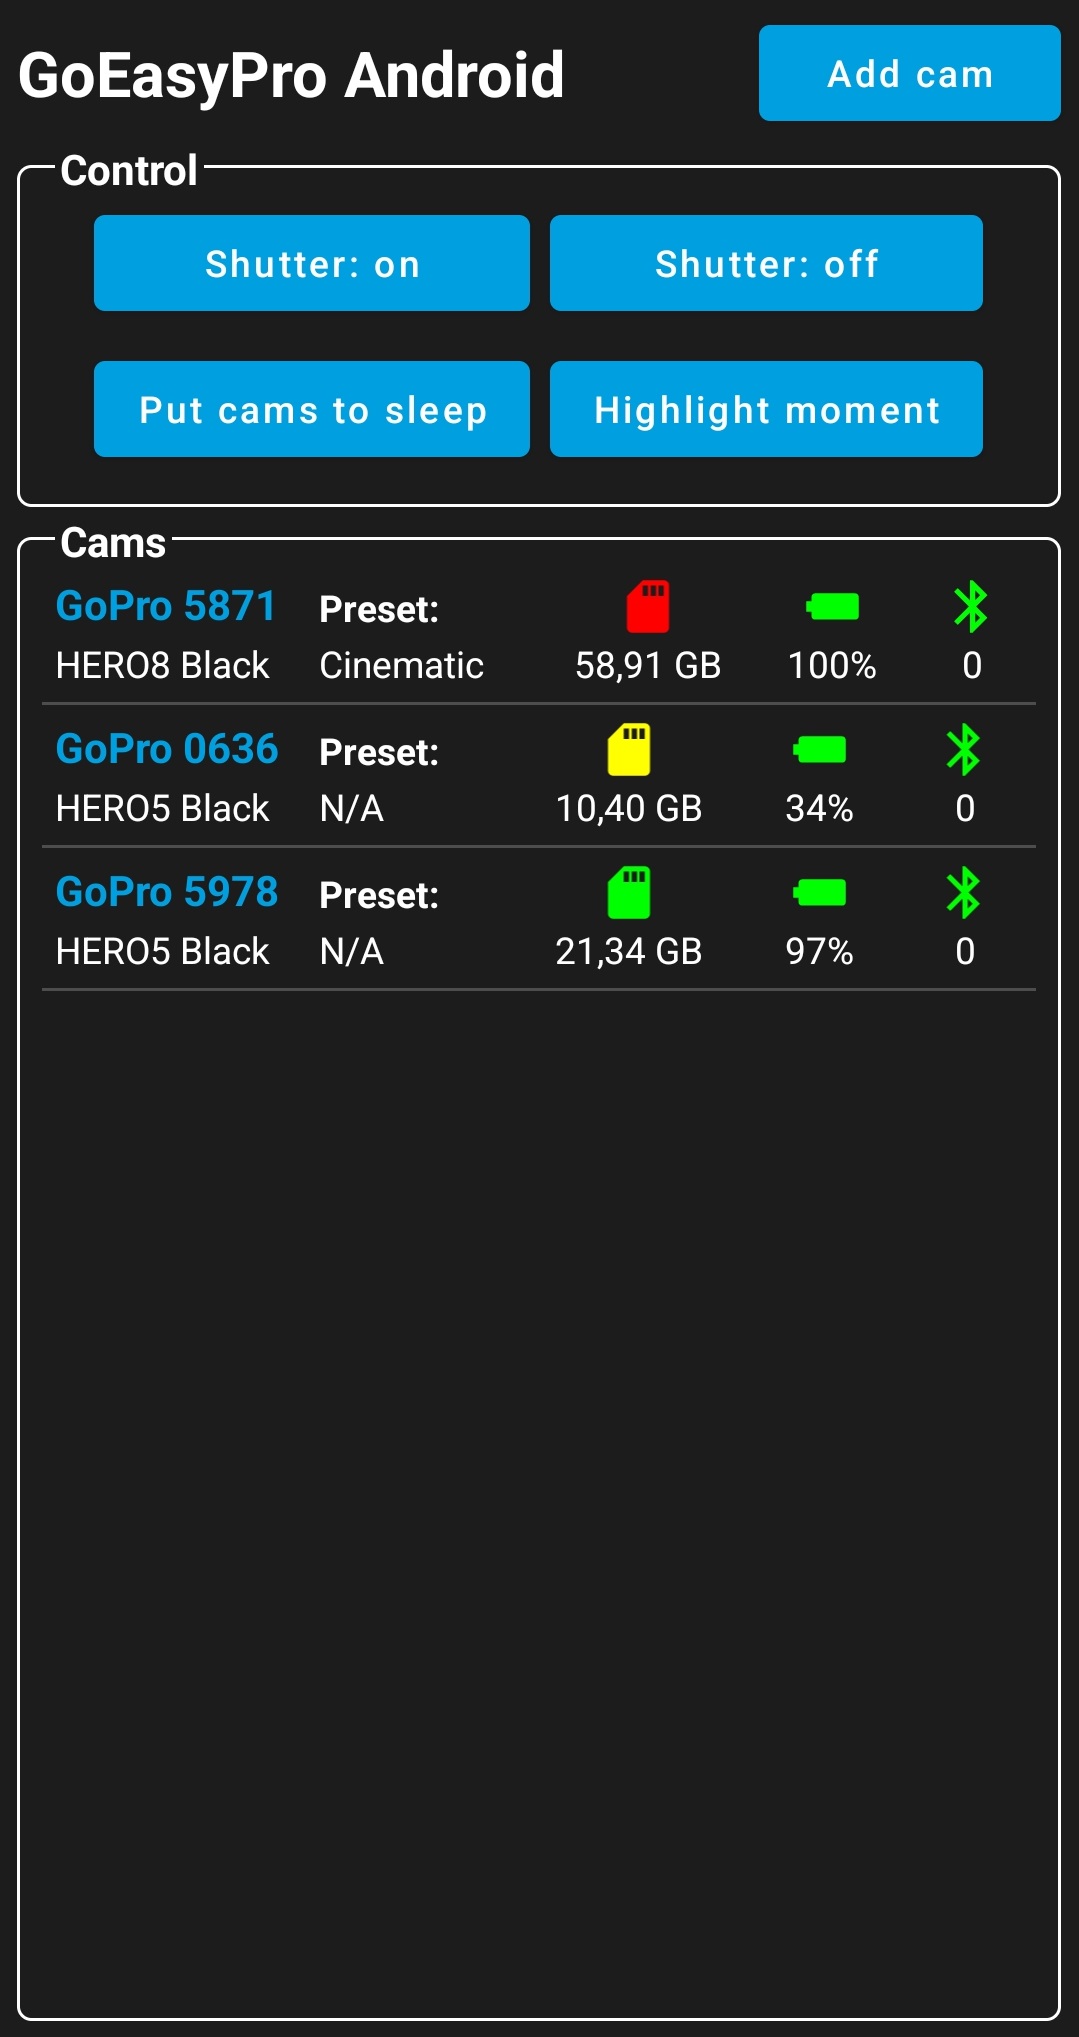 GoEasyPro Android
Add cam
Control
Shutter: on
Shutter: off
Put cams to sleep
Highlight moment
Cams
GoPro 5871 Preset:
HERO8 Black Cinematic 58,91 GB 100% 0
GoPro 0636 Preset:
HERO5 Black N/A 10,40 GB 34% 0
GoPro 5978 Preset:
HERO5 Black N/A 21,34 GB 97% 0